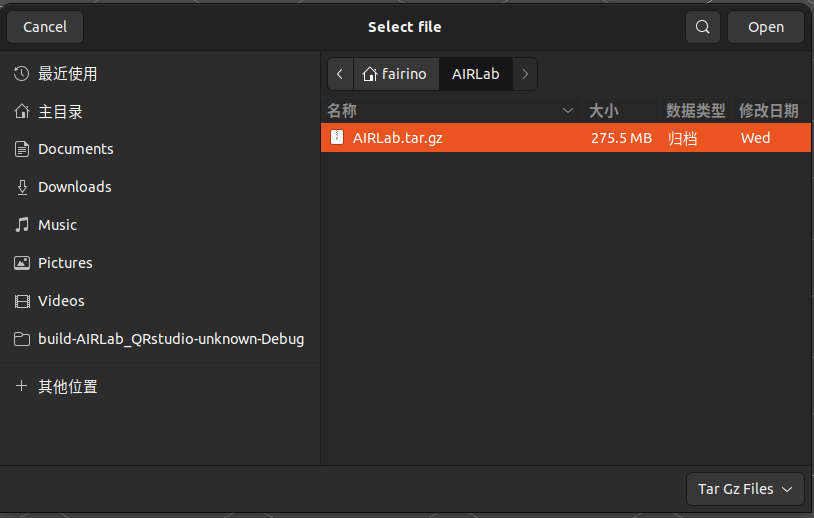 Cancel Select file Open
最近使用
主目录
Documents
Downloads
Music
Pictures
Videos
build-AIRLab_QRstudio-unknown-Debug
其他位置
fairino AIRLab
名称 大小 数据类型 修改日期
AIRLab.tar.gz 275.5 MB 归档 Wed
Tar Gz Files